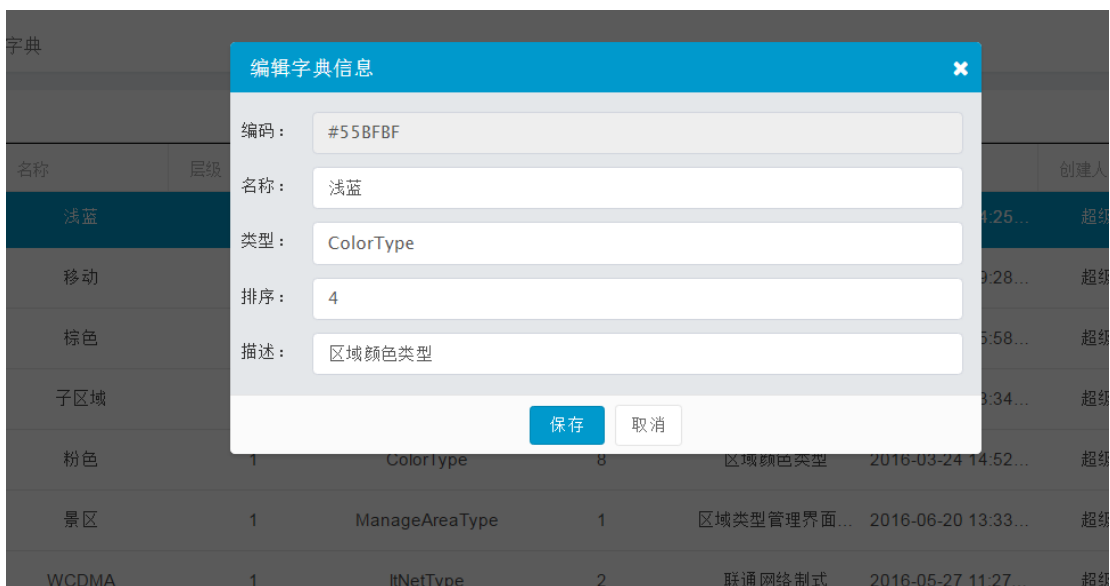 字典
编辑字典信息
编码： #55BFBF
名称 层级 创建人
名称： 浅蓝
浅蓝 4:25... 超级
类型： ColorType
移动 9:28... 超级
排序： 4
棕色 5:58... 超级
描述： 区域颜色类型
子区域 3:34... 超级
保存 取消
粉色 1 ColorType 8 区域颜色类型 2016-03-24 14:52... 超级
景区 1 ManageAreaType 1 区域类型管理界面... 2016-06-20 13:33... 超级
WCDMA 1 ltNetType 2 联通网络制式 2016-05-27 11:27... 超级